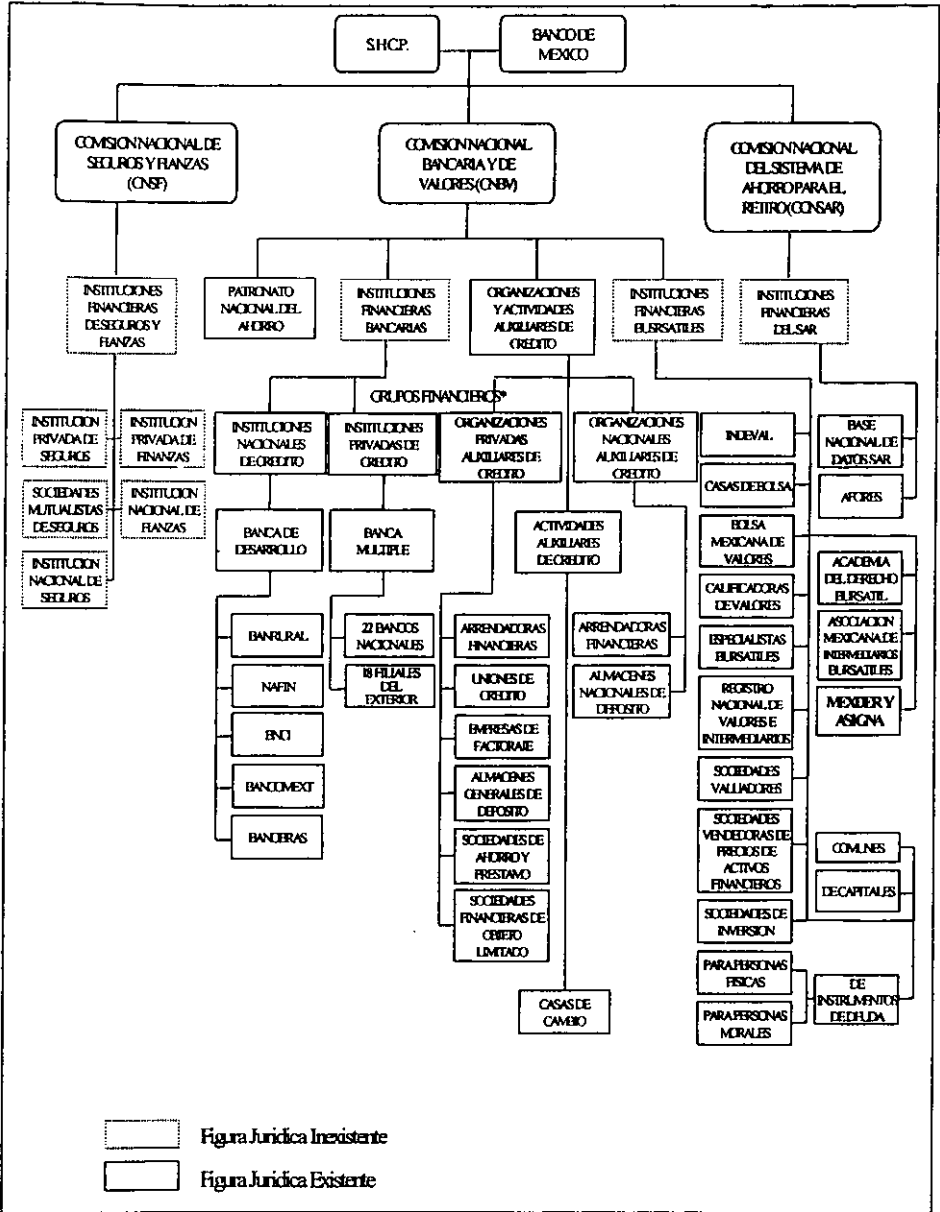 S.H.C.P.
BANCO DE
MEXICO
COMISION NACIONAL DE
SEGUROS Y FIANZAS
(CNSF)
COMISION NACIONAL
BANCARIA Y DE
VALORES (CNBV)
COMISION NACIONAL
DEL SISTEMA DE
AHORRO PARA EL
RETIRO (CONSAR)
INSTITUCIONES
FINANCIERAS
DE SEGUROS Y
FIANZAS
PATRONATO
NACIONAL DEL
AHORRO
INSTITUCIONES
FINANCIERAS
BANCARIAS
ORGANIZACIONES
Y ACTIVIDADES
AUXILIARES DE
CREDITO
INSTITUCIONES
FINANCIERAS
BUSRSATILES
INSTITUCIONES
FINANCIERAS
DEL SAR
GRUPOS FINANCIEROS*
INSTITUCION
PRIVADA DE
SEGUROS
INSTITUCION
PRIVADA DE
FINANZAS
SOCIEDADES
MUTUALISTAS
DE SEGUROS
INSTITUCION
NACIONAL DE
FIANZAS
INSTITUCION
NACIONAL DE
SEGUROS
INSTITUCIONES
NACIONALES
DE CREDITO
INSTITUCIONES
PRIVADAS DE
CREDITO
ORGANIZACIONES
PRIVADAS
AUXILIARES DE
CREDITO
ORGANIZACIONES
NACIONALES
AUXILIARES DE
CREDITO
BANCA DE
DESARROLLO
BANCA
MULTIPLE
ACTIVIDADES
AUXILIARES
DE CREDITO
BANRURAL
NAFIN
BNCI
BANCOMEXT
BANOBRAS
22 BANCOS
NACIONALES
18 FILIALES
DEL
EXTERIOR
ARRENDADORAS
FINANCIERAS
UNIONES DE
CREDITO
EMPRESAS DE
FACTORAJE
ALMACENES
GENERALES DE
DEPOSITO
SOCIEDADES DE
AHORRO Y
PRESTAMO
SOCIEDADES
FINANCIERAS DE
OBJETO
LIMITADO
CASAS DE
CAMBIO
ARRENDADORAS
FINANCIERAS
ALMACENES
NACIONALES DE
DEPOSITO
INDEVAL
CASAS DE BOLSA
BOLSA
MEXICANA DE
VALORES
CALIFICADORAS
DE VALORES
ESPECIALISTAS
BURSATILES
REGISTRO
NACIONAL DE
VALORES E
INTERMEDIARIOS
SOCIEDADES
VALUADORES
SOCIEDADES
VENDEDORAS DE
PRECIOS DE
ACTIVOS
FINANCIEROS
SOCIEDADES DE
INVERSION
PARA PERSONAS
FISICAS
PARA PERSONAS
MORALES
BASE
NACIONAL DE
DATOS SAR
AFORES
ACADEMIA
DEL DERECHO
BURSATIL
ASOCIACION
MEXICANA DE
INTERMEDIARIOS
BURSATILES
MEXDER Y
ASIGNA
COMUNES
DE CAPITALES
DE
INSTRUMENTOS
DE DEUDA
Figura Juridica Inexistente
Figura Juridica Existente